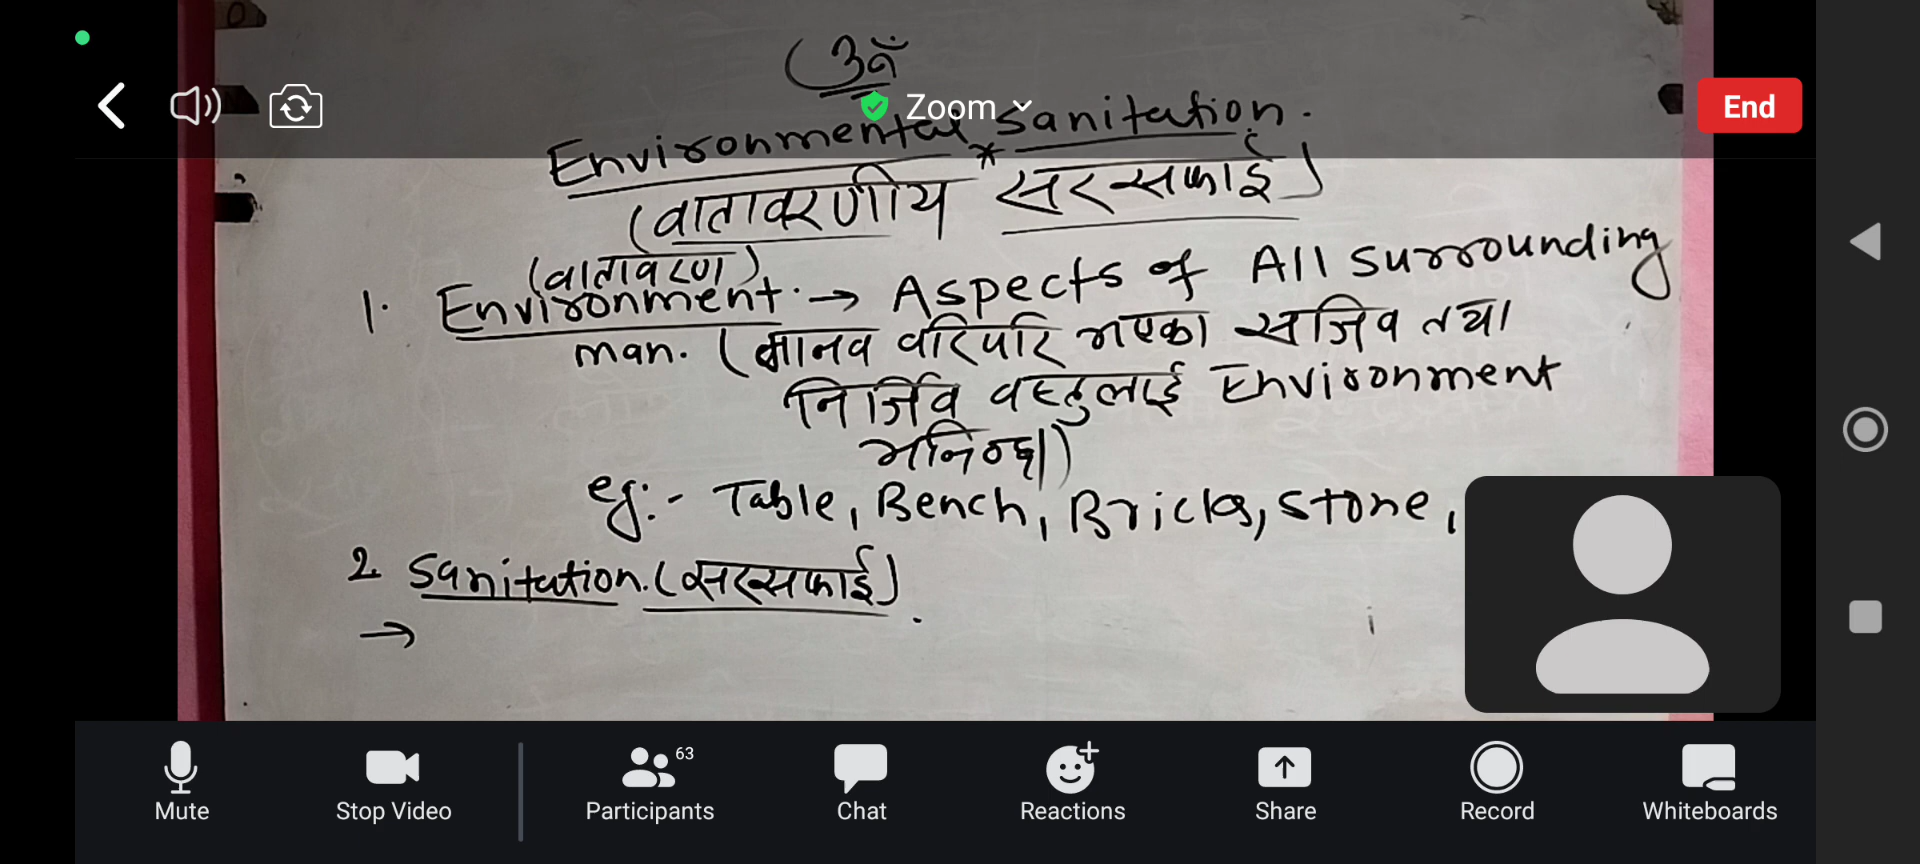 ॐ
Zoom
End
Environmental Sanitation.
(वातावरणीय सरसफाई)
(वातावरण)
1. Environment. → Aspects of All surrounding
man. (मानव वरिपरि भएका सजिव तथा
निर्जिव वस्तुलाई Environment
भनिन्छ।)
eg:- Table, Bench, Bricks, Stone,
2 Sanitation. (सरसफाई)
→
63
Mute
Stop Video
Participants
Chat
Reactions
Share
Record
Whiteboards